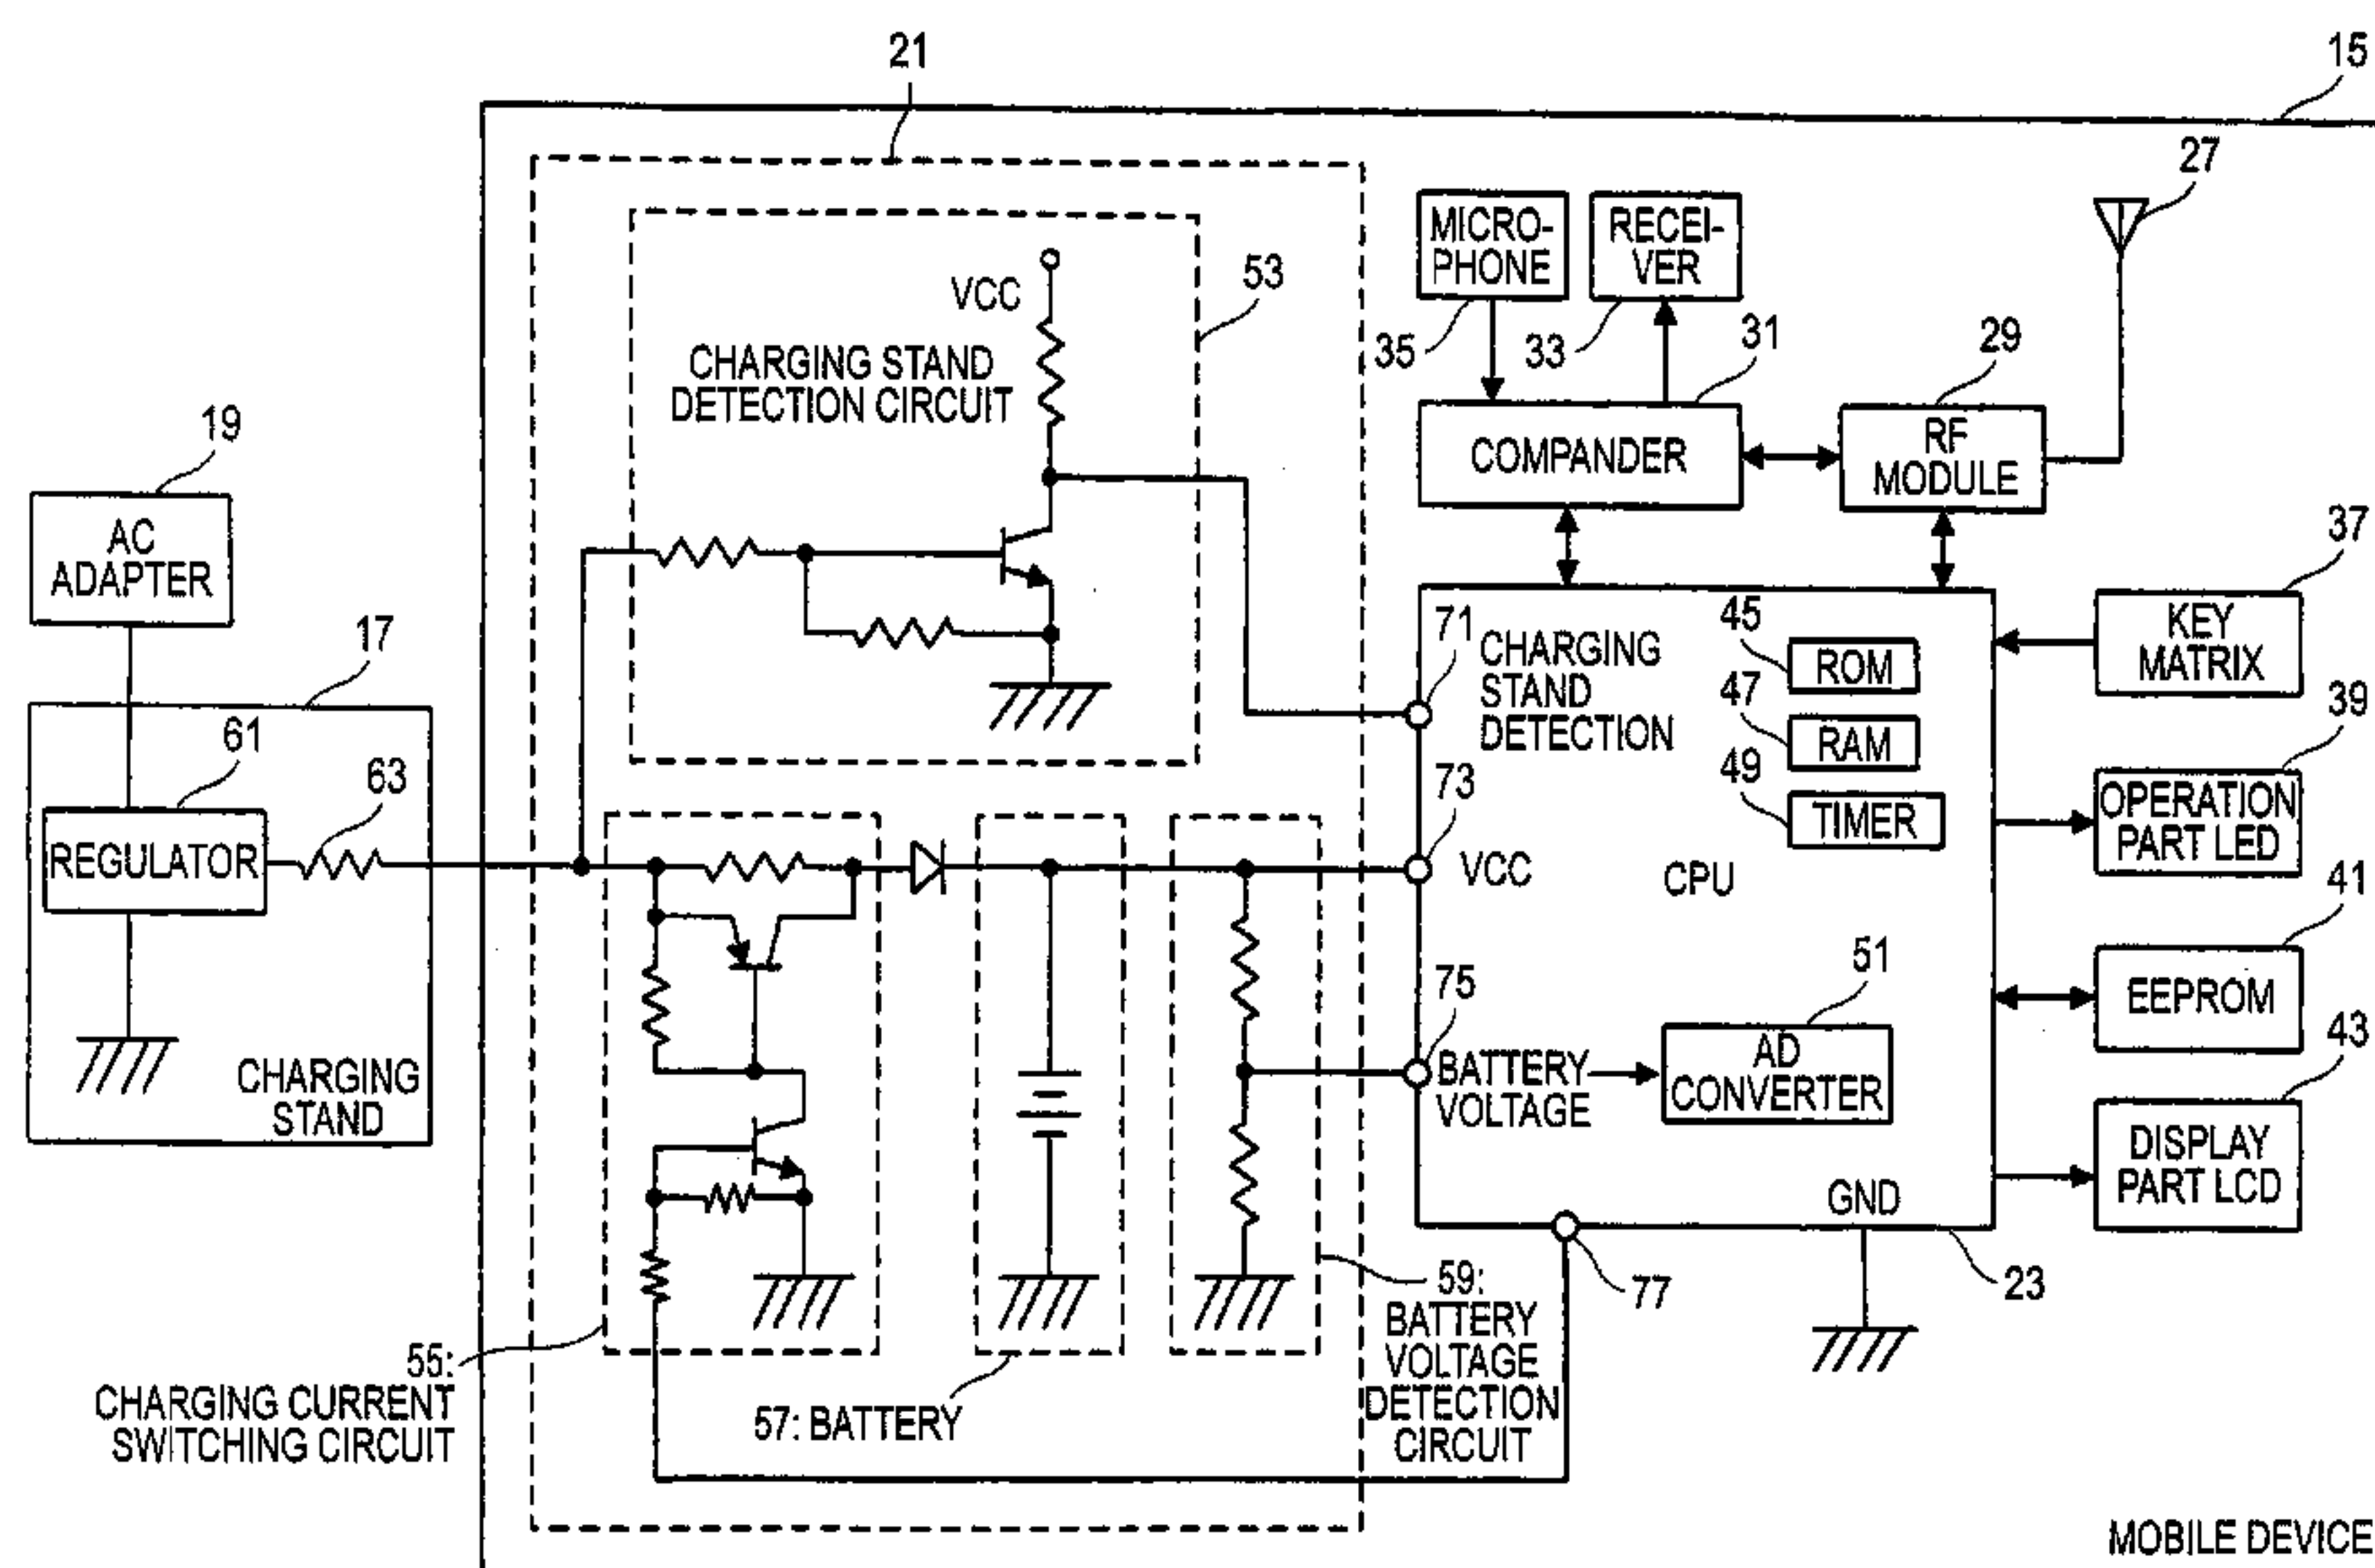 21
15
27
MICRO-
PHONE
RECEI-
VER
53
VCC
35
33
31
29
CHARGING STAND
DETECTION CIRCUIT
19
COMPANDER
RF
MODULE
AC
ADAPTER
37
17
71
CHARGING
STAND
DETECTION
45
ROM
KEY
MATRIX
61
63
47
RAM
39
73
49
TIMER
OPERATION
PART LED
REGULATOR
VCC
CPU
41
75
51
EEPROM
BATTERY
VOLTAGE
AD
CONVERTER
43
CHARGING
STAND
DISPLAY
PART LCD
GND
59:
BATTERY
VOLTAGE
DETECTION
CIRCUIT
77
23
55:
CHARGING CURRENT
SWITCHING CIRCUIT
57: BATTERY
MOBILE DEVICE